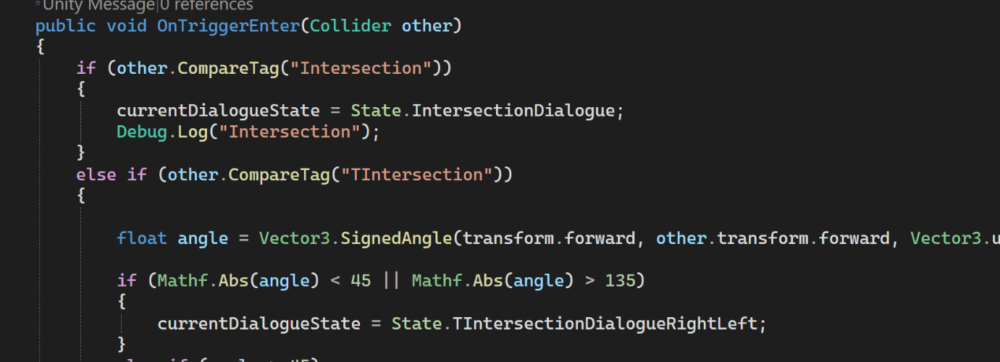 Unity Message|0 references
public void OnTriggerEnter(Collider other)
{
if (other.CompareTag("Intersection"))
{
currentDialogueState = State.IntersectionDialogue;
Debug.Log("Intersection");
}
else if (other.CompareTag("TIntersection"))
{
float angle = Vector3.SignedAngle(transform.forward, other.transform.forward, Vector3.u
if (Mathf.Abs(angle) < 45 || Mathf.Abs(angle) > 135)
{
currentDialogueState = State.TIntersectionDialogueRightLeft;
}